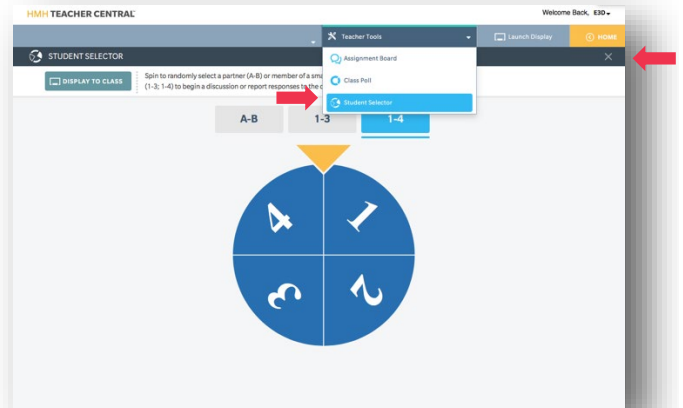 HMH TEACHER CENTRAL
Welcome Back, E3D
Teacher Tools
Launch Display
HOME
STUDENT SELECTOR
Assignment Board
Class Poll
Student Selector
DISPLAY TO CLASS
Spin to randomly select a partner (A-B) or member of a sma
(1-3; 1-4) to begin a discussion or report responses to the c
A-B
1-3
1-4
4
1
3
2